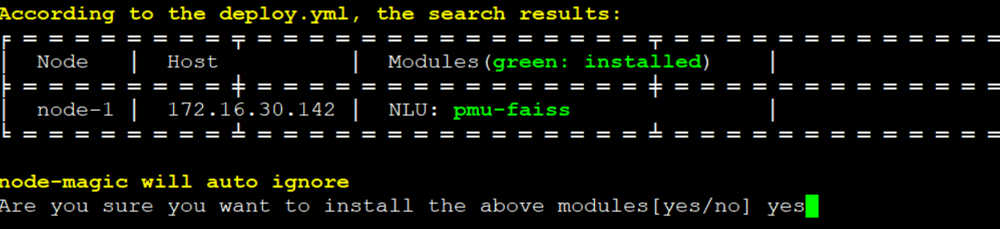 According to the deploy.yml, the search results:
Node | Host | Modules(green: installed) |
node-1 | 172.16.30.142 | NLU: pmu-faiss |
node-magic will auto ignore
Are you sure you want to install the above modules[yes/no] yes